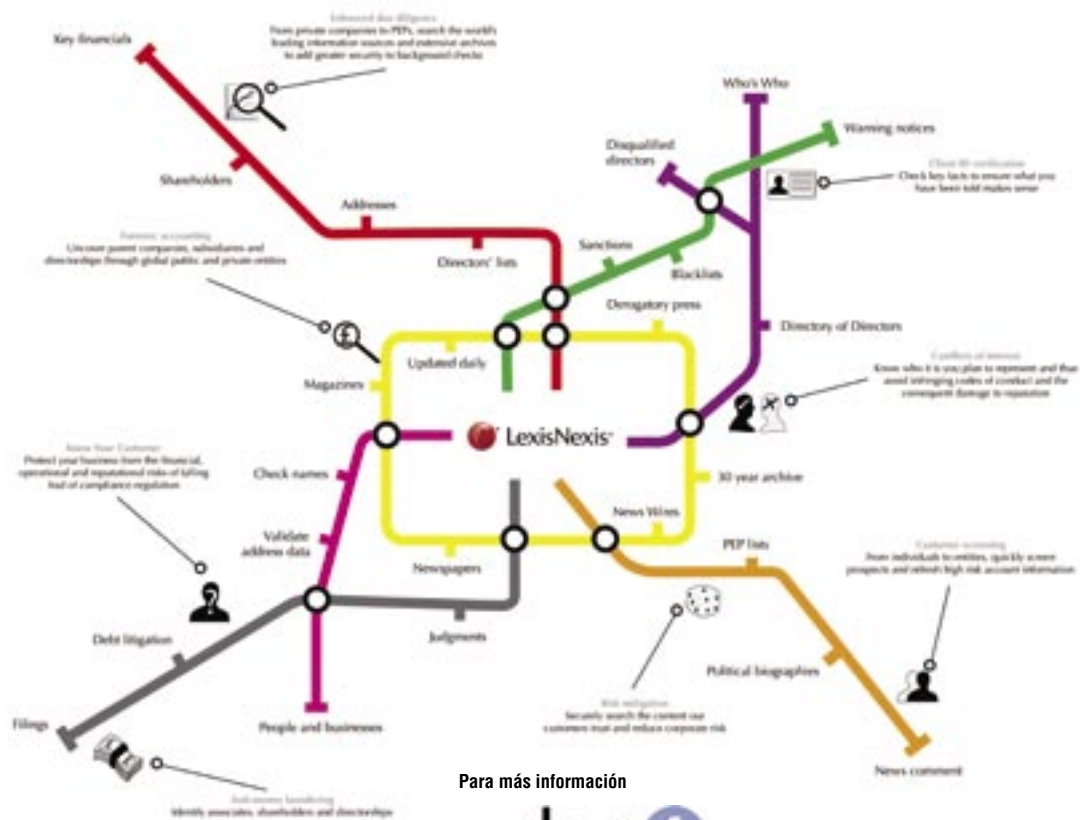 Key financials
Enhanced due diligence
From private companies to PEPs, search the world's
leading information sources and extensive archives
to add greater security to background checks
Who's Who
Warning notices
Disqualified
directors
Client ID verification
Check key facts to ensure what you
have been told makes sense
Shareholders
Addresses
Directors' lists
Forensic accounting
Uncover parent companies, subsidiaries and
directorships through global public and private entities
Sanctions
Blacklists
Derogatory press
Directory of Directors
Updated daily
Magazines
Conflicts of interest
Know who it is you plan to represent and thus
avoid infringing codes of conduct and the
consequent damage to reputation
LexisNexis
Know Your Customer
Protect your business from the financial,
operational and reputational risks of falling
foul of compliance regulation
Check names
30 year archive
News Wires
Validate
address data
Newspapers
PEP lists
Customer screening
From individuals to entities, quickly screen
prospects and refresh high risk account information
Judgments
Debt litigation
Political biographies
Filings
People and businesses
Risk mitigation
Securely search the content our
customers trust and reduce corporate risk
News comment
Para más información
Anti-money laundering
Identify associates, shareholders and directorships